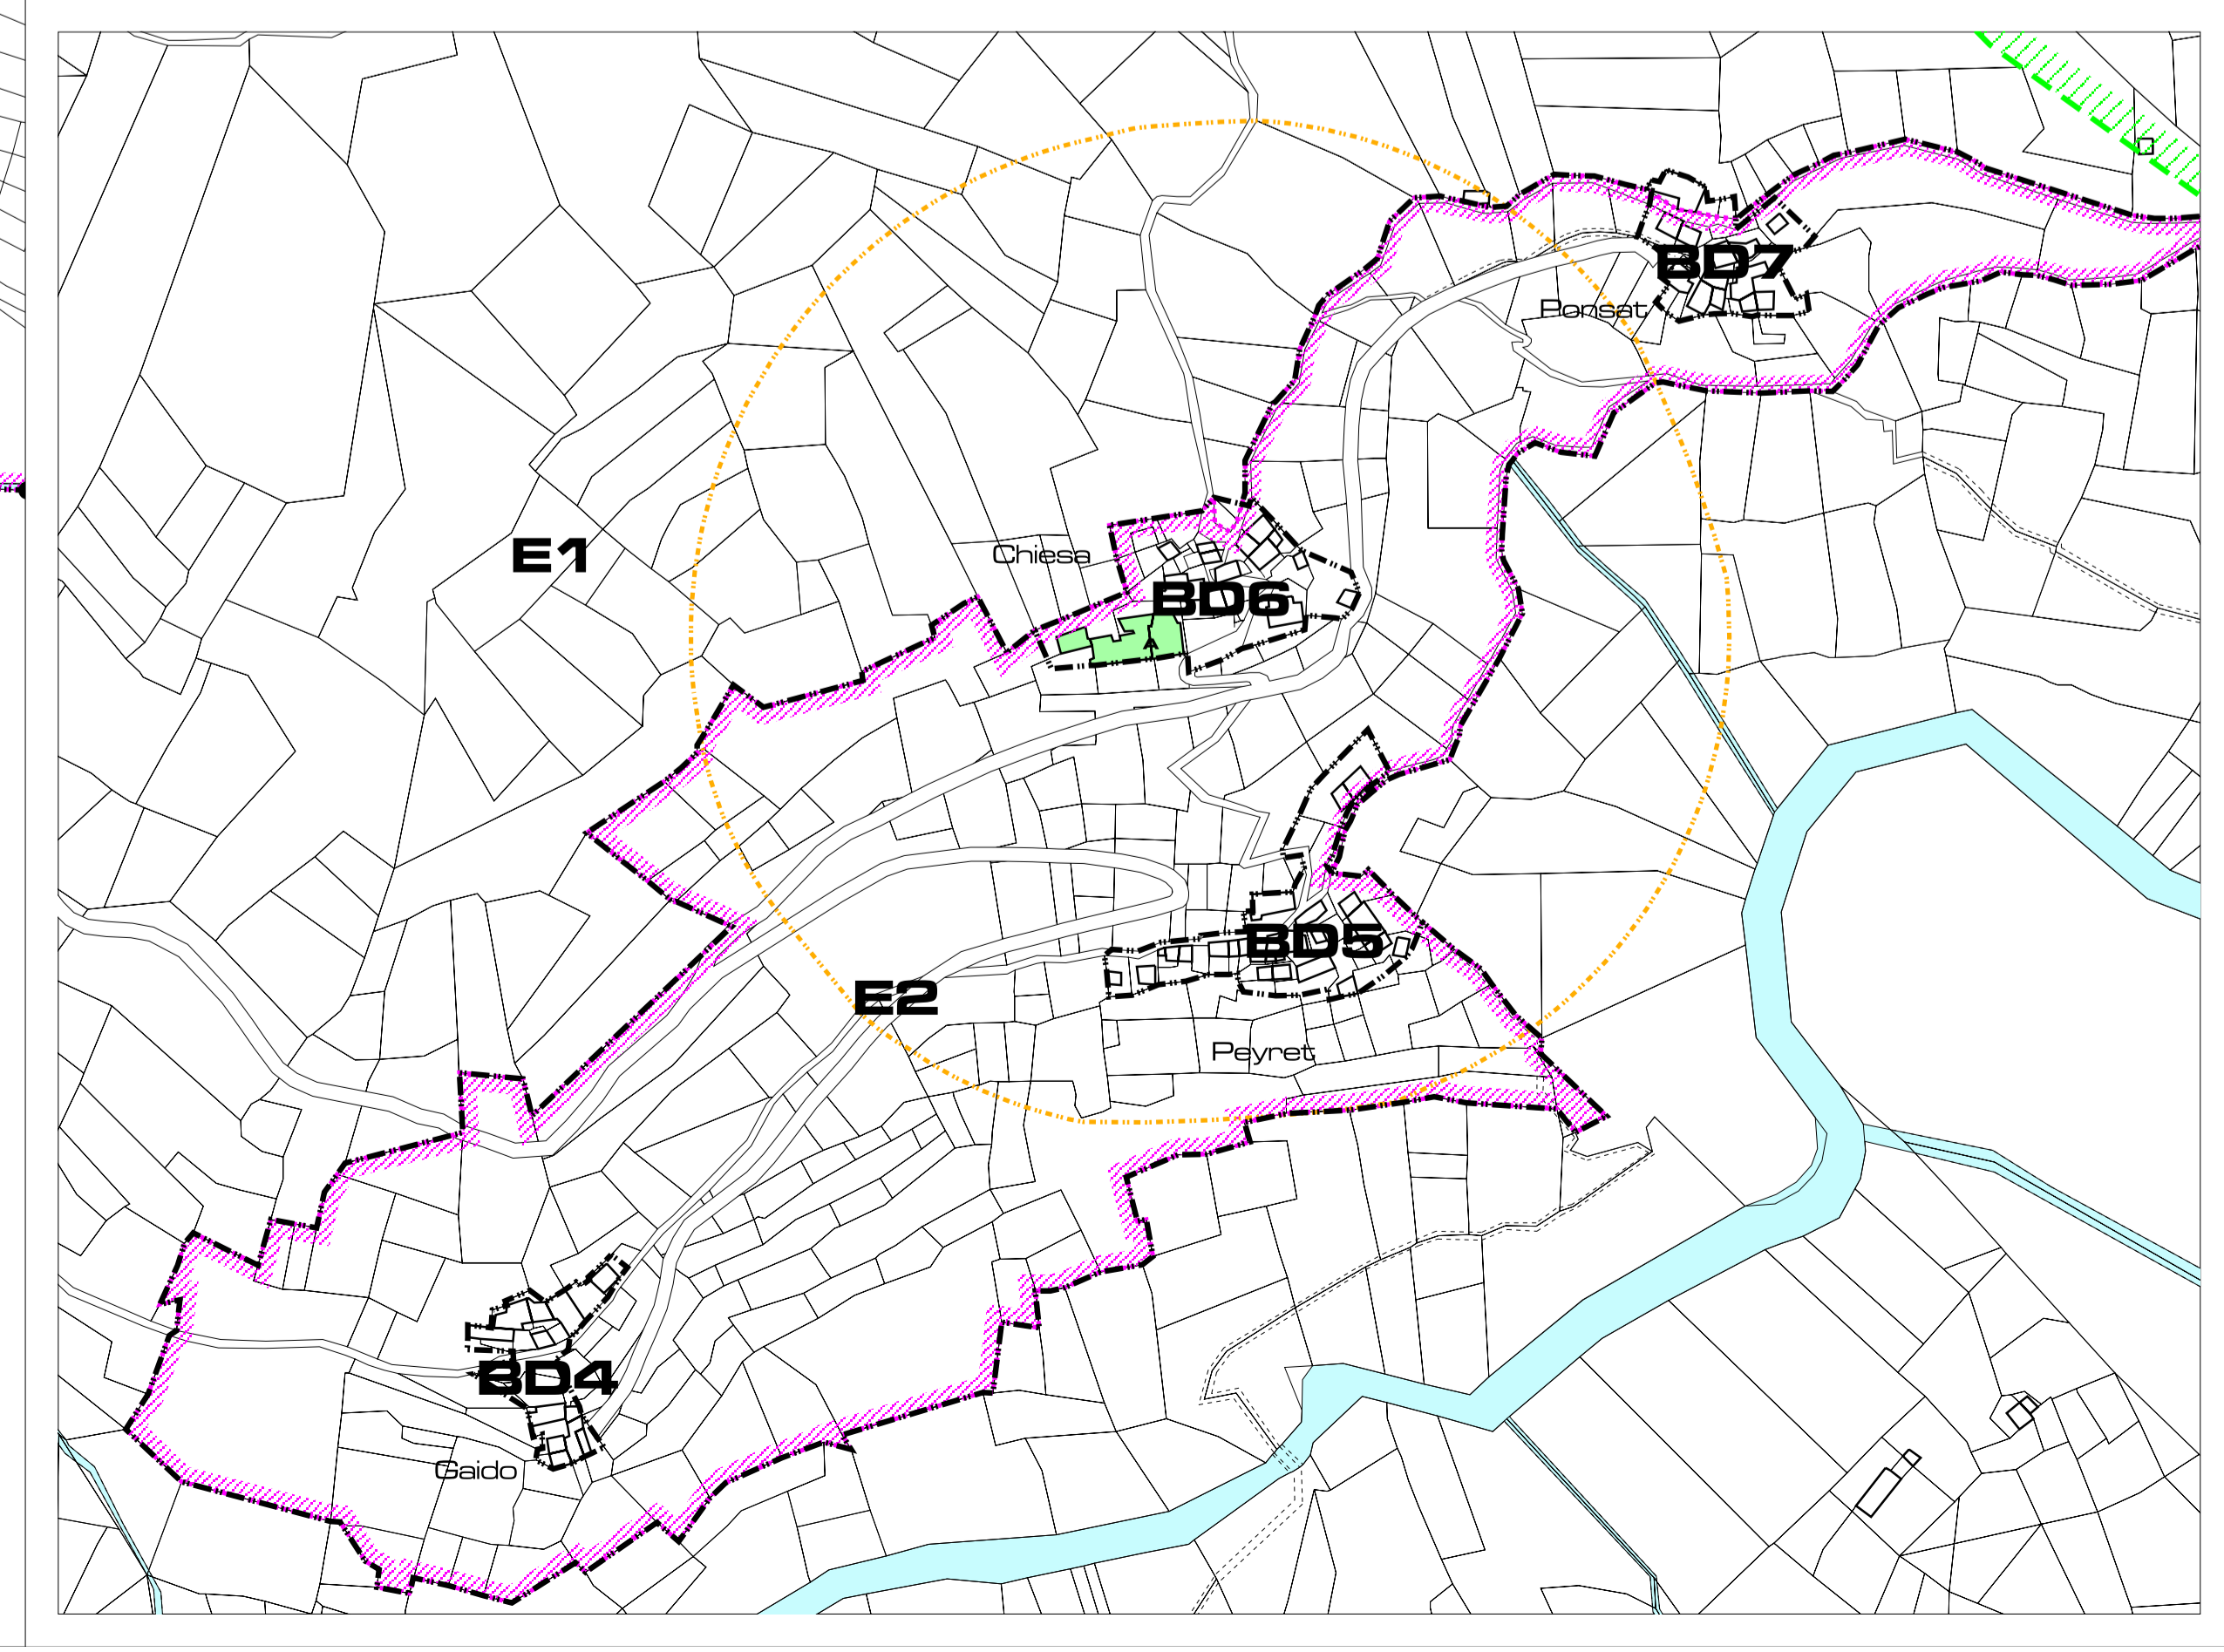 BD7
Ponsat
E1
Chiesa
BD6
A
BD5
E2
Peyret
BD4
Gaido